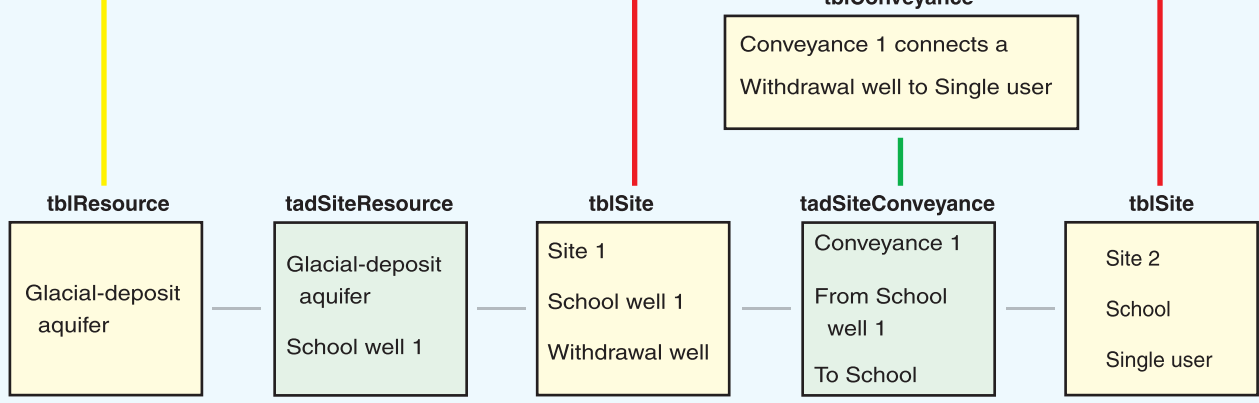 tblConveyance
Conveyance 1 connects a
Withdrawal well to Single user
tblResource
tadSiteResource
tblSite
tadSiteConveyance
tblSite
Glacial-deposit
aquifer
Glacial-deposit
aquifer
School well 1
Site 1
School well 1
Withdrawal well
Conveyance 1
From School
well 1
To School
Site 2
School
Single user